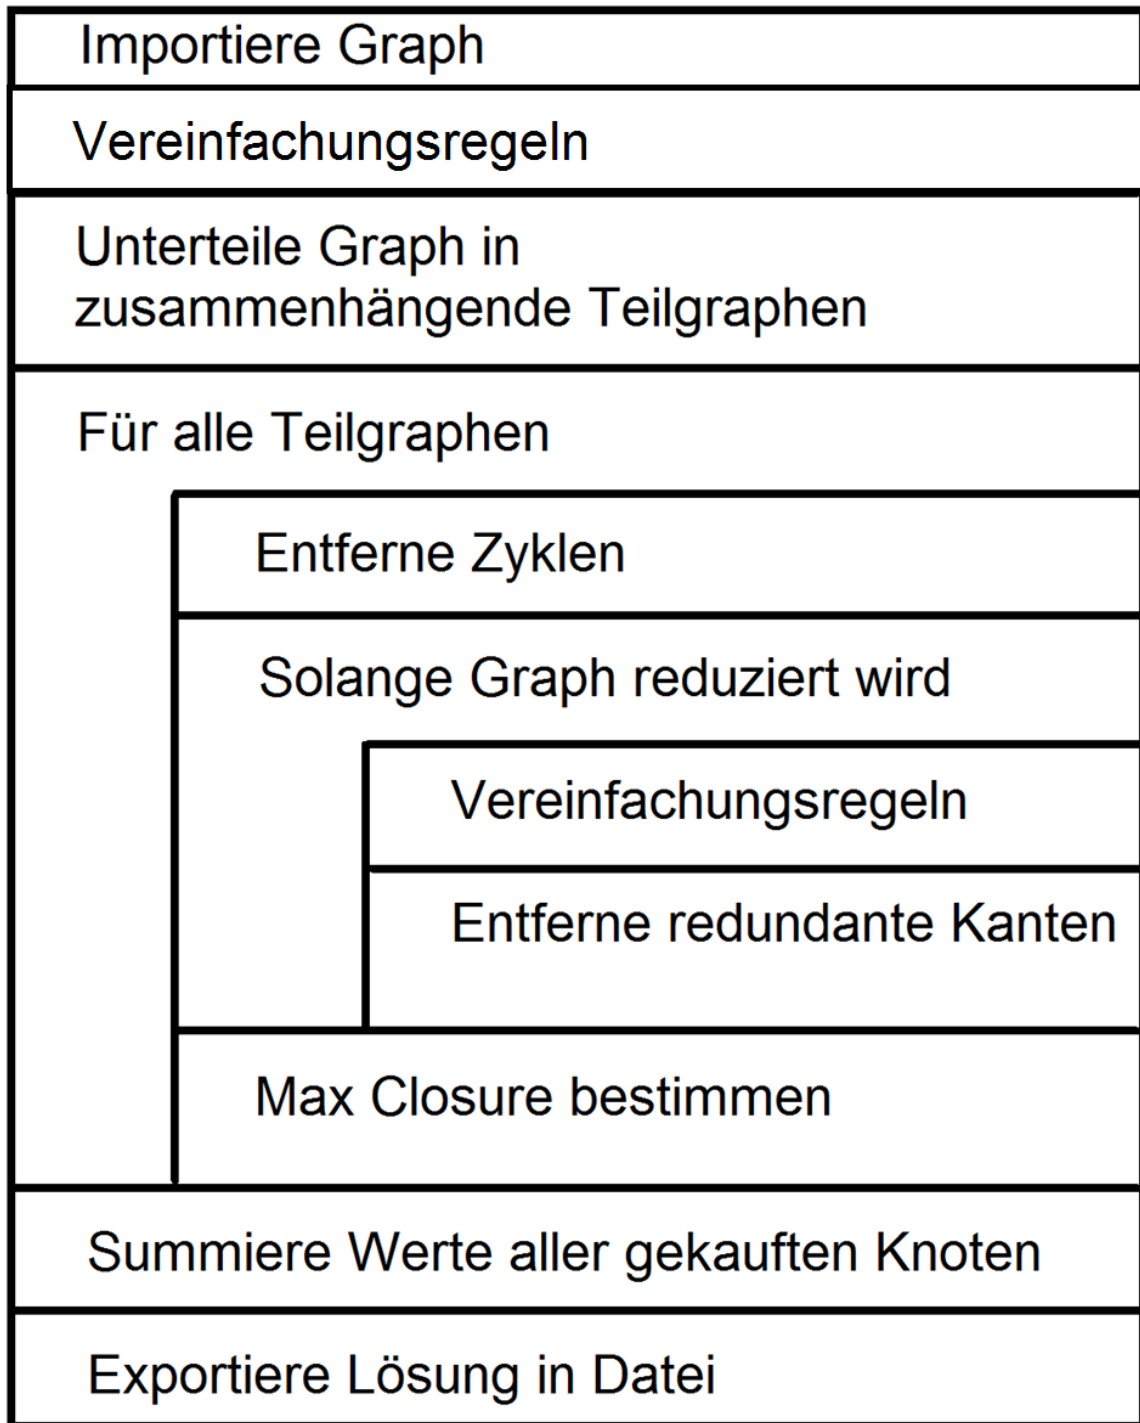 Importiere Graph
Vereinfachungsregeln
Unterteile Graph in
zusammenhängende Teilgraphen
Für alle Teilgraphen
Entferne Zyklen
Solange Graph reduziert wird
Vereinfachungsregeln
Entferne redundante Kanten
Max Closure bestimmen
Summiere Werte aller gekauften Knoten
Exportiere Lösung in Datei